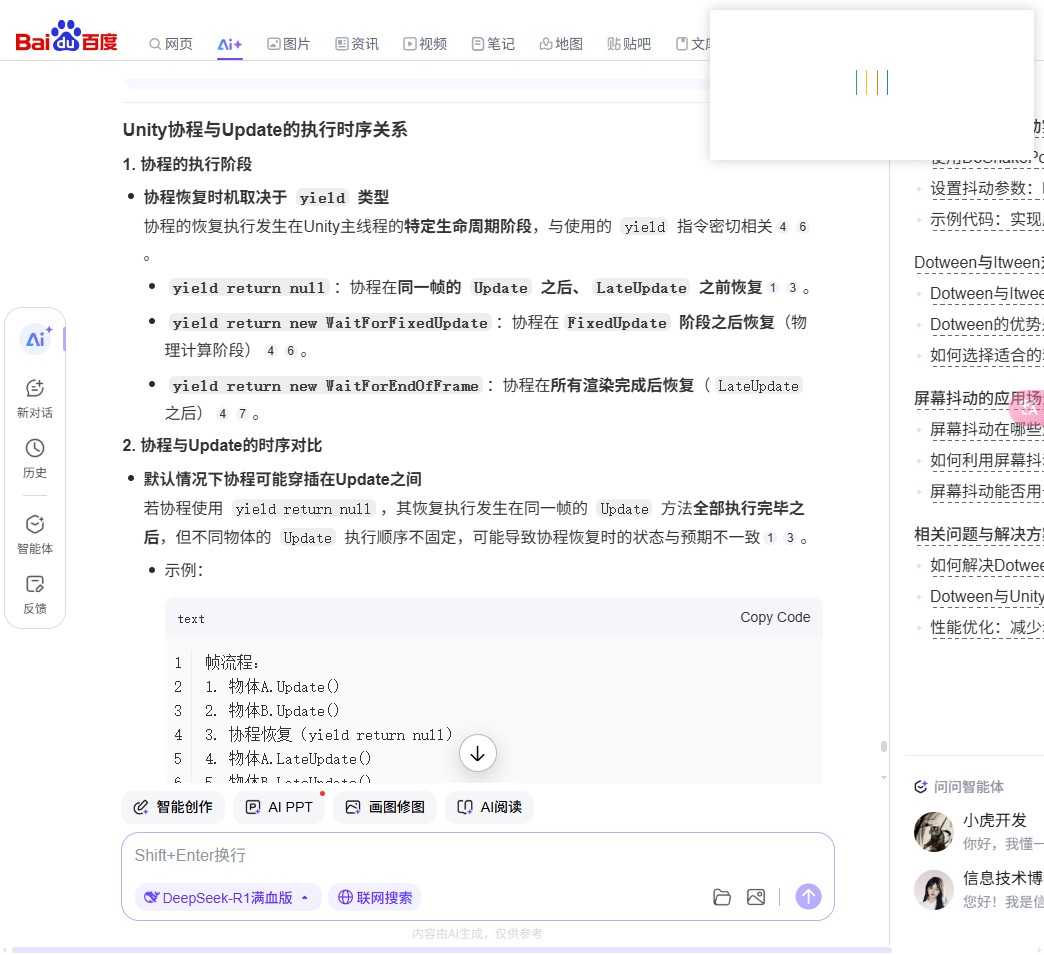 Bai du 百度
网页 Ai+ 图片 资讯 视频 笔记 地图 贴吧
Unity协程与Update的执行时序关系
1. 协程的执行阶段
协程恢复时机取决于 yield 类型
协程的恢复执行发生在Unity主线程的特定生命周期阶段，与使用的 yield 指令密切相关 4 6
。
yield return null： 协程在同一帧的 Update 之后、 LateUpdate 之前恢复 1 3 。
yield return new WaitForFixedUpdate： 协程在 FixedUpdate 阶段之后恢复（物
理计算阶段） 4 6 。
yield return new WaitForEndOfFrame： 协程在所有渲染完成后恢复（ LateUpdate
之后） 4 7 。
2. 协程与Update的时序对比
默认情况下协程可能穿插在Update之间
若协程使用 yield return null ，其恢复执行发生在同一帧的 Update 方法全部执行完毕之
后，但不同物体的 Update 执行顺序不固定，可能导致协程恢复时的状态与预期不一致 1 3 。
示例：
text Copy Code
1 帧流程：
2 1. 物体A.Update()
3 2. 物体B.Update()
4 3. 协程恢复（yield return null）
5 4. 物体A.LateUpdate()
6 5. 物体B.LateUpdate()
智能创作 AI PPT 画图修图 AI阅读
Shift+Enter换行
DeepSeek-R1满血版 联网搜索
内容由AI生成，仅供参考
Ai
新对话
历史
智能体
反馈
设置抖动参数：
示例代码：实现
Dotween与Itween
Dotween与Itwee
Dotween的优势
如何选择适合的
屏幕抖动的应用场
屏幕抖动在哪些
如何利用屏幕抖
屏幕抖动能否用
相关问题与解决方
如何解决Dotwee
Dotween与Unity
性能优化：减少
问问智能体
小虎开发
你好，我懂一
信息技术博
您好！我是信